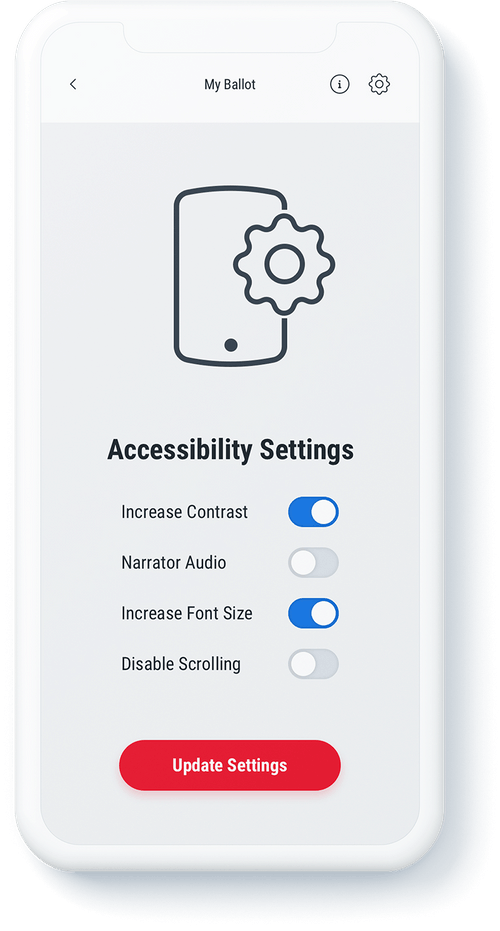 My Ballot
Accessibility Settings
Increase Contrast
Narrator Audio
Increase Font Size
Disable Scrolling
Update Settings